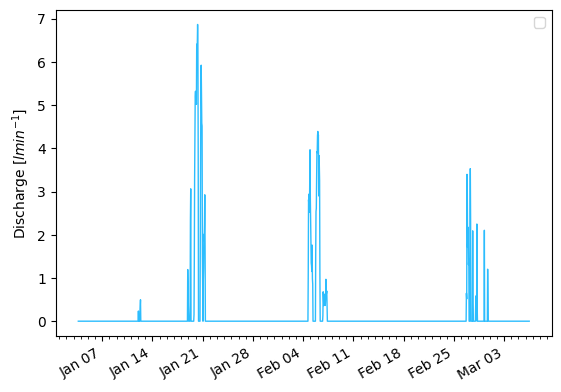 7
6
5
4
3
2
1
0
Discharge [lmin⁻¹]
Jan 07
Jan 14
Jan 21
Jan 28
Feb 04
Feb 11
Feb 18
Feb 25
Mar 03